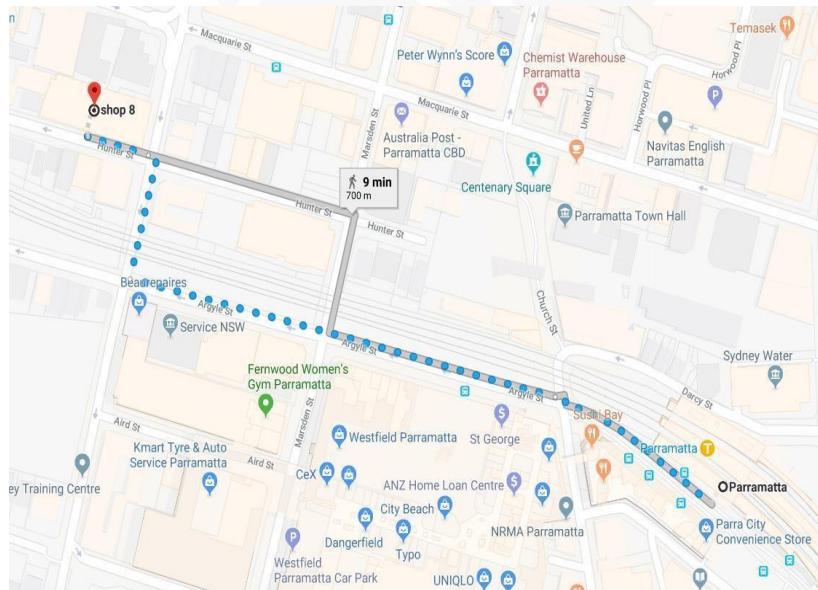 n
Macquarie St
Temasek
Peter Wynn's Score
Chemist Warehouse
Parramatta
Horwood Pl
shop 8
Macquarie St
Marsden St
United Ln
Horwood Pl
Australia Post -
Parramatta CBD
Navitas English
Parramatta
Hunter St
9 min
700 m
Centenary Square
Hunter St
Hunter St
Parramatta Town Hall
Beaurepaires
Argyle St
Service NSW
Church St
Argyle St
Sydney Water
Fernwood Women's
Gym Parramatta
Darcy St
Argyle St
Marsden St
Sushi Bay
Aird St
St George
Westfield Parramatta
Parramatta
T
Kmart Tyre & Auto
Service Parramatta
Aird St
CeX
ANZ Home Loan Centre
ey Training Centre
Parramatta
City Beach
NRMA Parramatta
Parra City
Convenience Store
Dangerfield
Typo
P
P
Westfield
Parramatta Car Park
UNIQLO